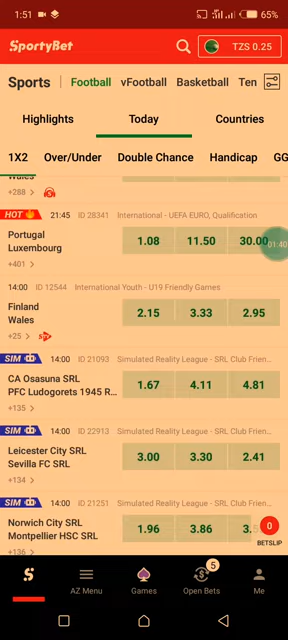 1:51 65%
SportyBet TZS 0.25
Sports Football vFootball Basketball Ten
Highlights Today Countries
1X2 Over/Under Double Chance Handicap GG
Wales
+288 >
HOT 21:45 ID 28341 International - UEFA EURO, Qualification
Portugal
Luxembourg
1.08 11.50 30.00
01:40
+401 >
14:00 ID 12544 International Youth - U19 Friendly Games
Finland
Wales
2.15 3.33 2.95
+25 >
SIM 14:00 ID 21093 Simulated Reality League - SRL Club Frien...
CA Osasuna SRL
PFC Ludogorets 1945 R...
1.67 4.11 4.81
+135 >
SIM 14:00 ID 22913 Simulated Reality League - SRL Club Frien...
Leicester City SRL
Sevilla FC SRL
3.00 3.30 2.41
+134 >
SIM 14:00 ID 21251 Simulated Reality League - SRL Club Frien...
Norwich City SRL
Montpellier HSC SRL
1.96 3.86
+136 >
0
BETSLIP
5
AZ Menu Games Open Bets Me